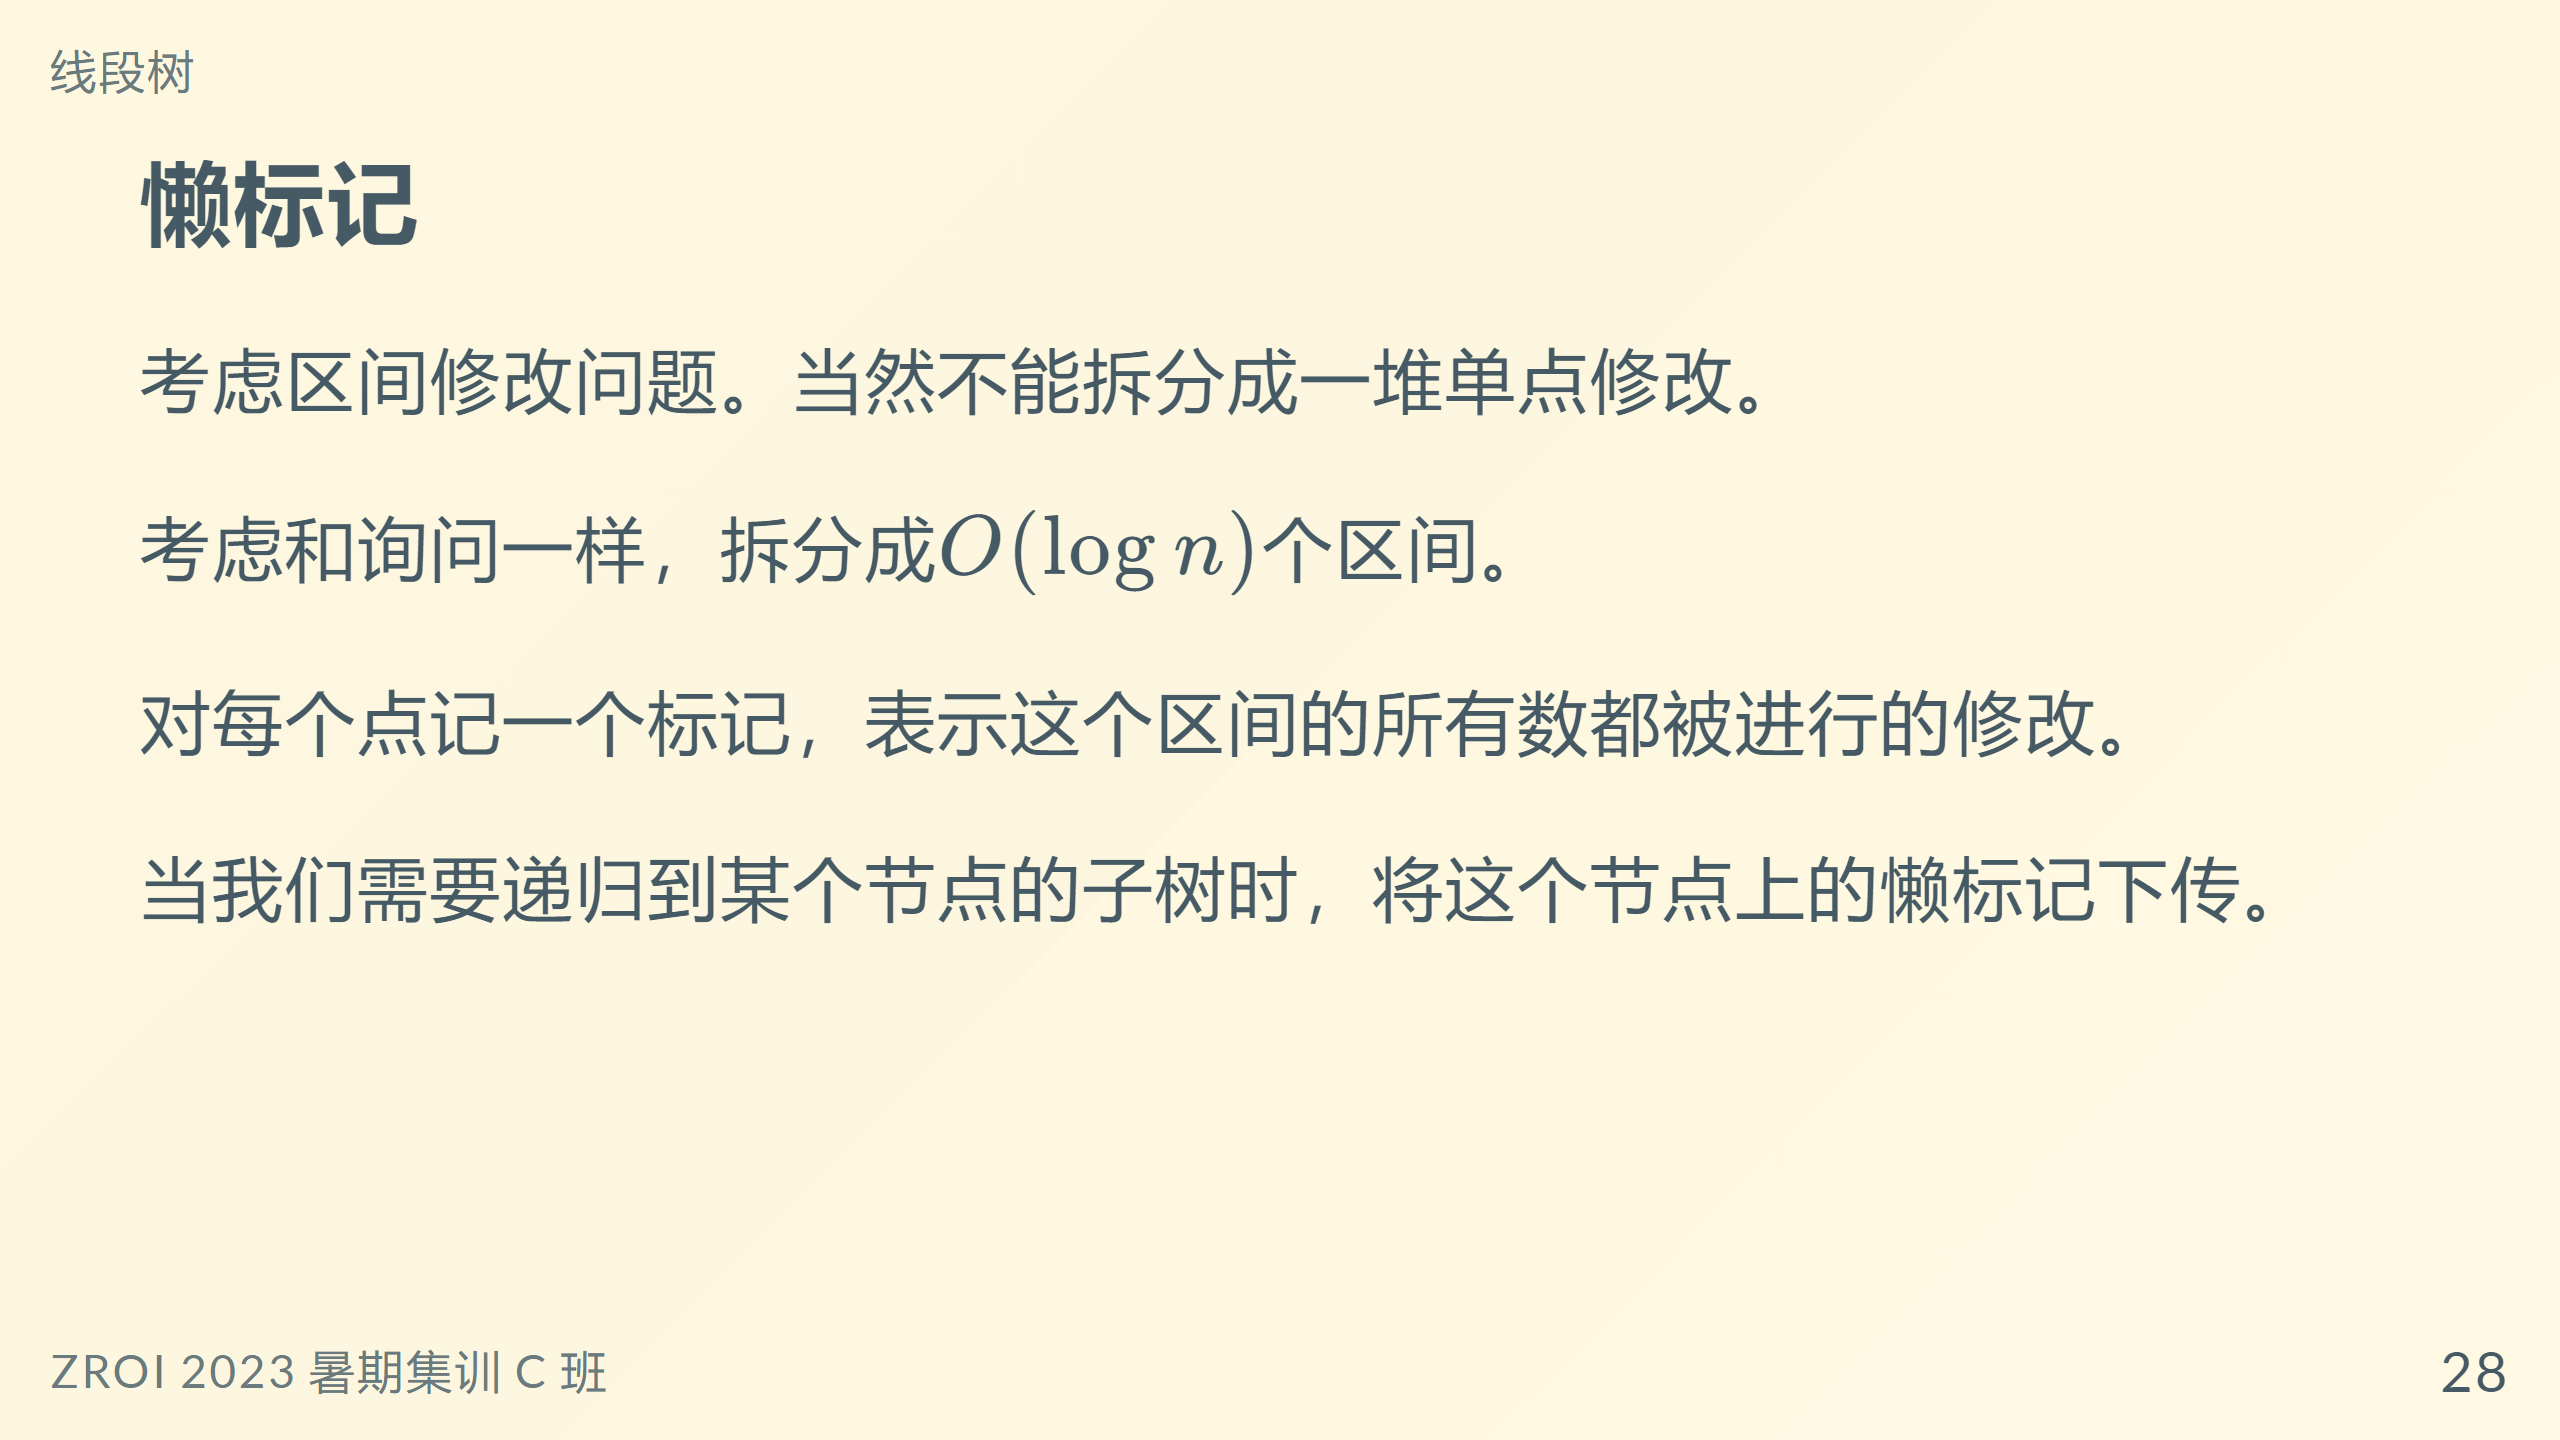 线段树
懒标记
考虑区间修改问题。当然不能拆分成一堆单点修改。
考虑和询问一样，拆分成O(log n)个区间。
对每个点记一个标记，表示这个区间的所有数都被进行的修改。
当我们需要递归到某个节点的子树时，将这个节点上的懒标记下传。
ZROI 2023 暑期集训 C 班
28